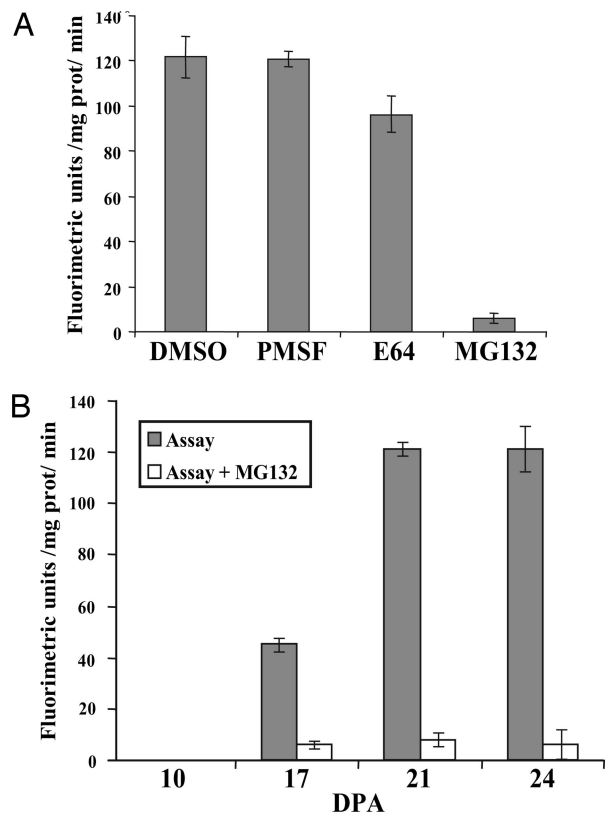 A
Fluorimetric units /mg prot/ min
140
120
100
80
60
40
20
0
DMSO PMSF E64 MG132
B
Fluorimetric units /mg prot/ min
140
120
100
80
60
40
20
0
Assay
Assay + MG132
10 17 21 24
DPA